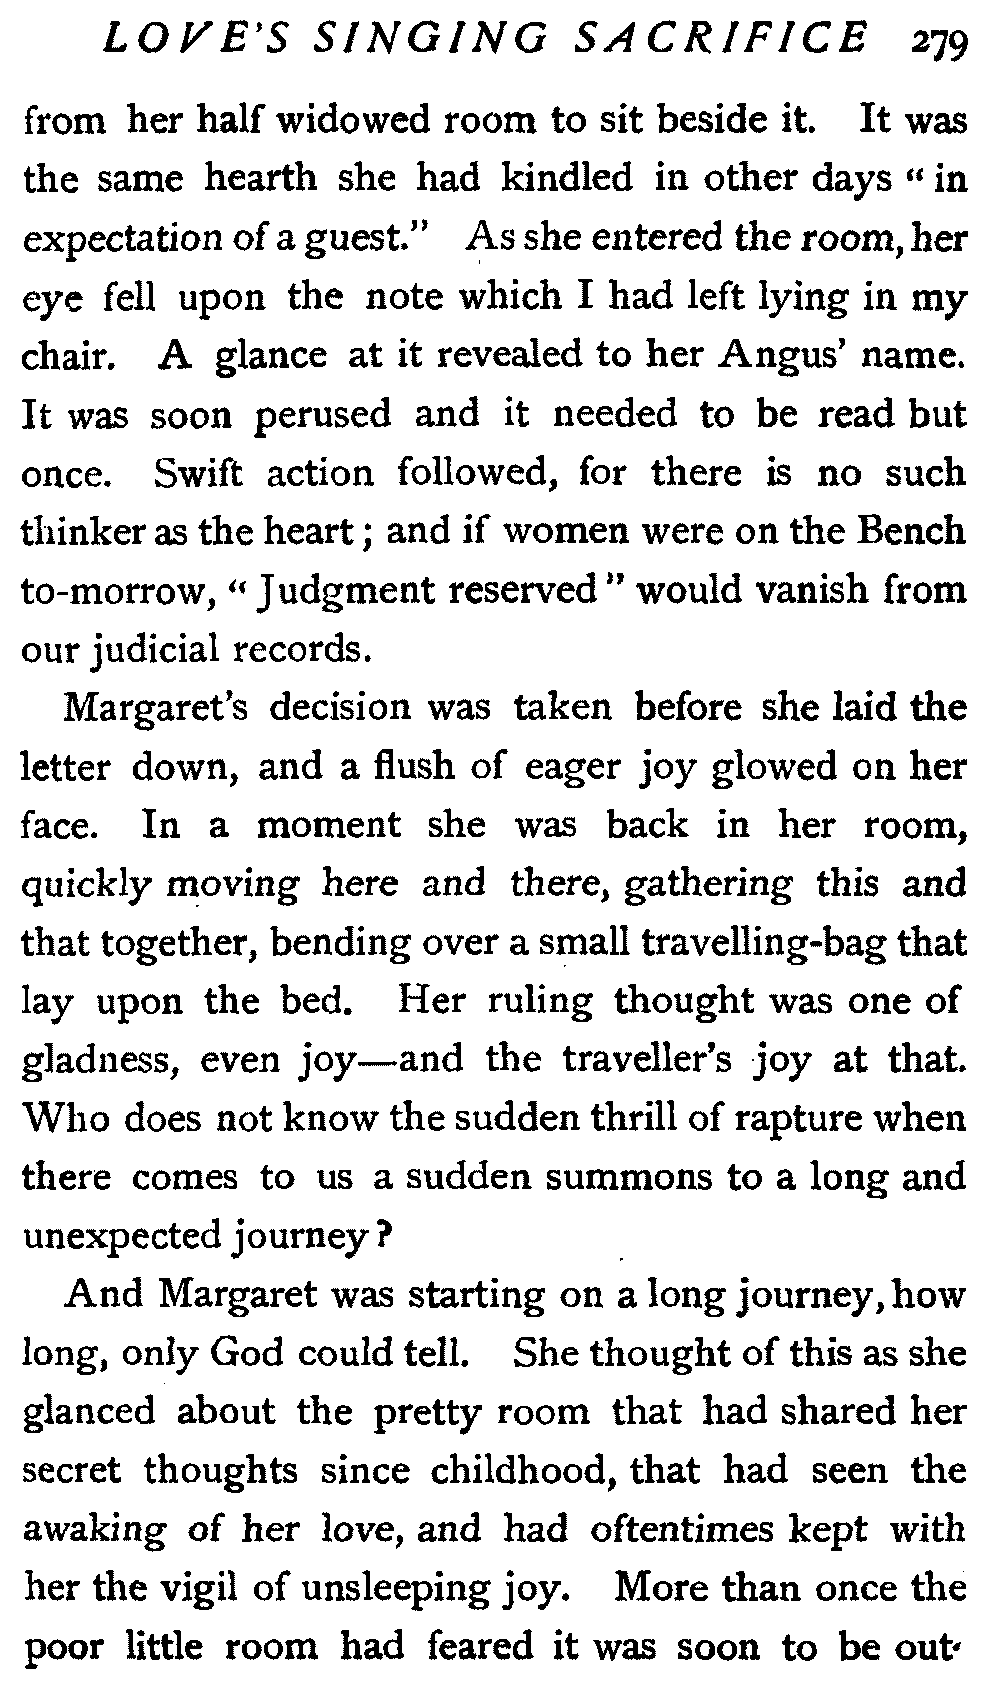 LOVE'S SINGING SACRIFICE 279
from her half widowed room to sit beside it. It was
the same hearth she had kindled in other days "in
expectation of a guest." As she entered the room, her
eye fell upon the note which I had left lying in my
chair. A glance at it revealed to her Angus' name.
It was soon perused and it needed to be read but
once. Swift action followed, for there is no such
thinker as the heart; and if women were on the Bench
to-morrow, "Judgment reserved" would vanish from
our judicial records.
Margaret's decision was taken before she laid the
letter down, and a flush of eager joy glowed on her
face. In a moment she was back in her room,
quickly moving here and there, gathering this and
that together, bending over a small travelling-bag that
lay upon the bed. Her ruling thought was one of
gladness, even joy—and the traveller's joy at that.
Who does not know the sudden thrill of rapture when
there comes to us a sudden summons to a long and
unexpected journey?
And Margaret was starting on a long journey, how
long, only God could tell. She thought of this as she
glanced about the pretty room that had shared her
secret thoughts since childhood, that had seen the
awaking of her love, and had oftentimes kept with
her the vigil of unsleeping joy. More than once the
poor little room had feared it was soon to be out-